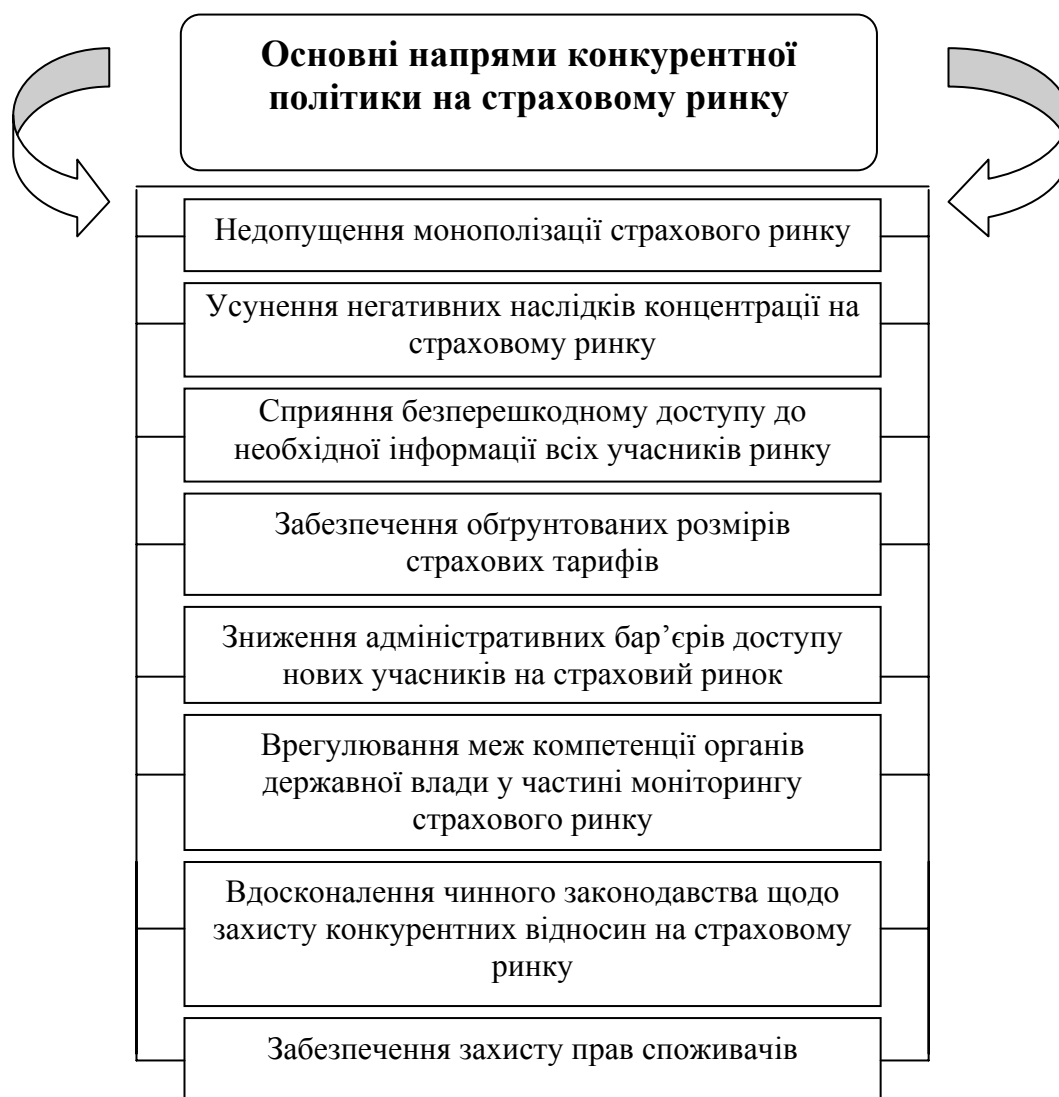 Основні напрями конкурентної
політики на страховому ринку
Недопущення монополізації страхового ринку
Усунення негативних наслідків концентрації на
страховому ринку
Сприяння безперешкодному доступу до
необхідної інформації всіх учасників ринку
Забезпечення обґрунтованих розмірів
страхових тарифів
Зниження адміністративних бар’єрів доступу
нових учасників на страховий ринок
Врегулювання меж компетенції органів
державної влади у частині моніторингу
страхового ринку
Вдосконалення чинного законодавства щодо
захисту конкурентних відносин на страховому
ринку
Забезпечення захисту прав споживачів